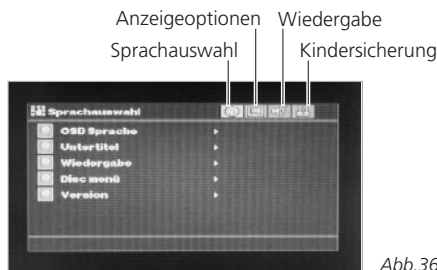 Anzeigeoptionen Wiedergabe
Sprachauswahl Kindersicherung
Sprachauswahl
OSD Sprache
Untertitel
Wiedergabe
Disc menü
Version
Abb.36